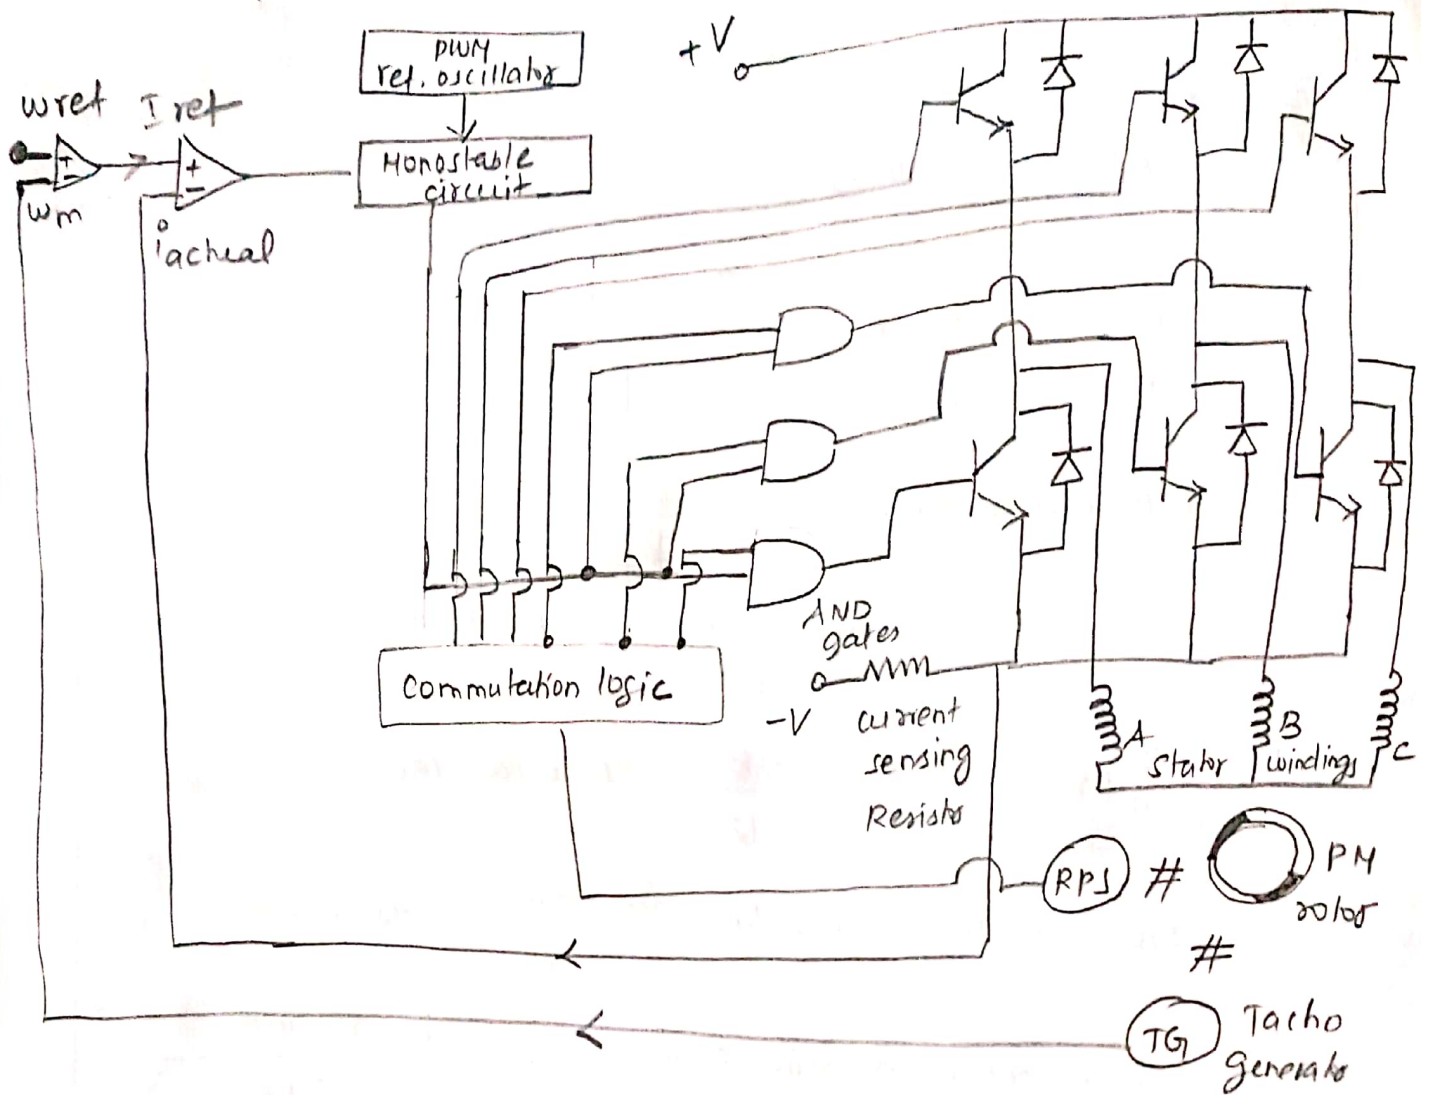 PWM
ref. oscillator
+V
wref
I ref
+
-
+
-
Monostable
circuit
wm
iactual
AND
gates
commutation logic
-V
current
sensing
Resistor
A
B
C
Stator windings
RPS
#
PM
rotor
#
TG
Tacho
Generator